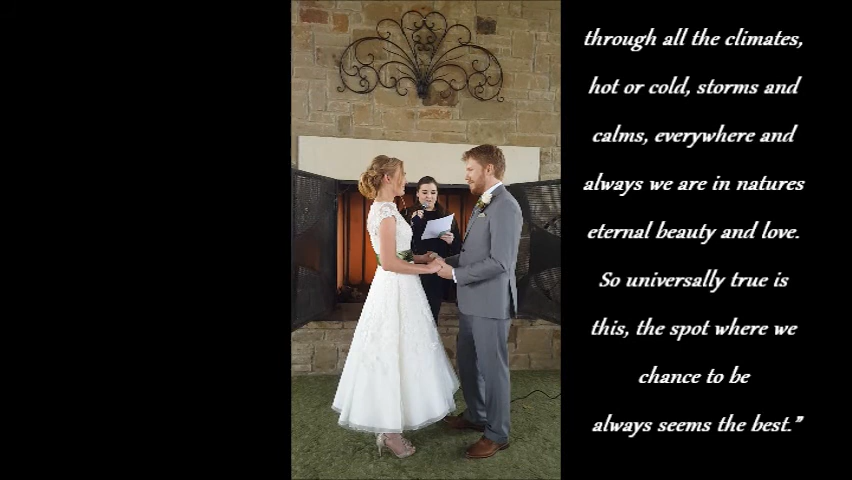 through all the climates,
hot or cold, storms and
calms, everywhere and
always we are in natures
eternal beauty and love.
So universally true is
this, the spot where we
chance to be
always seems the best.”